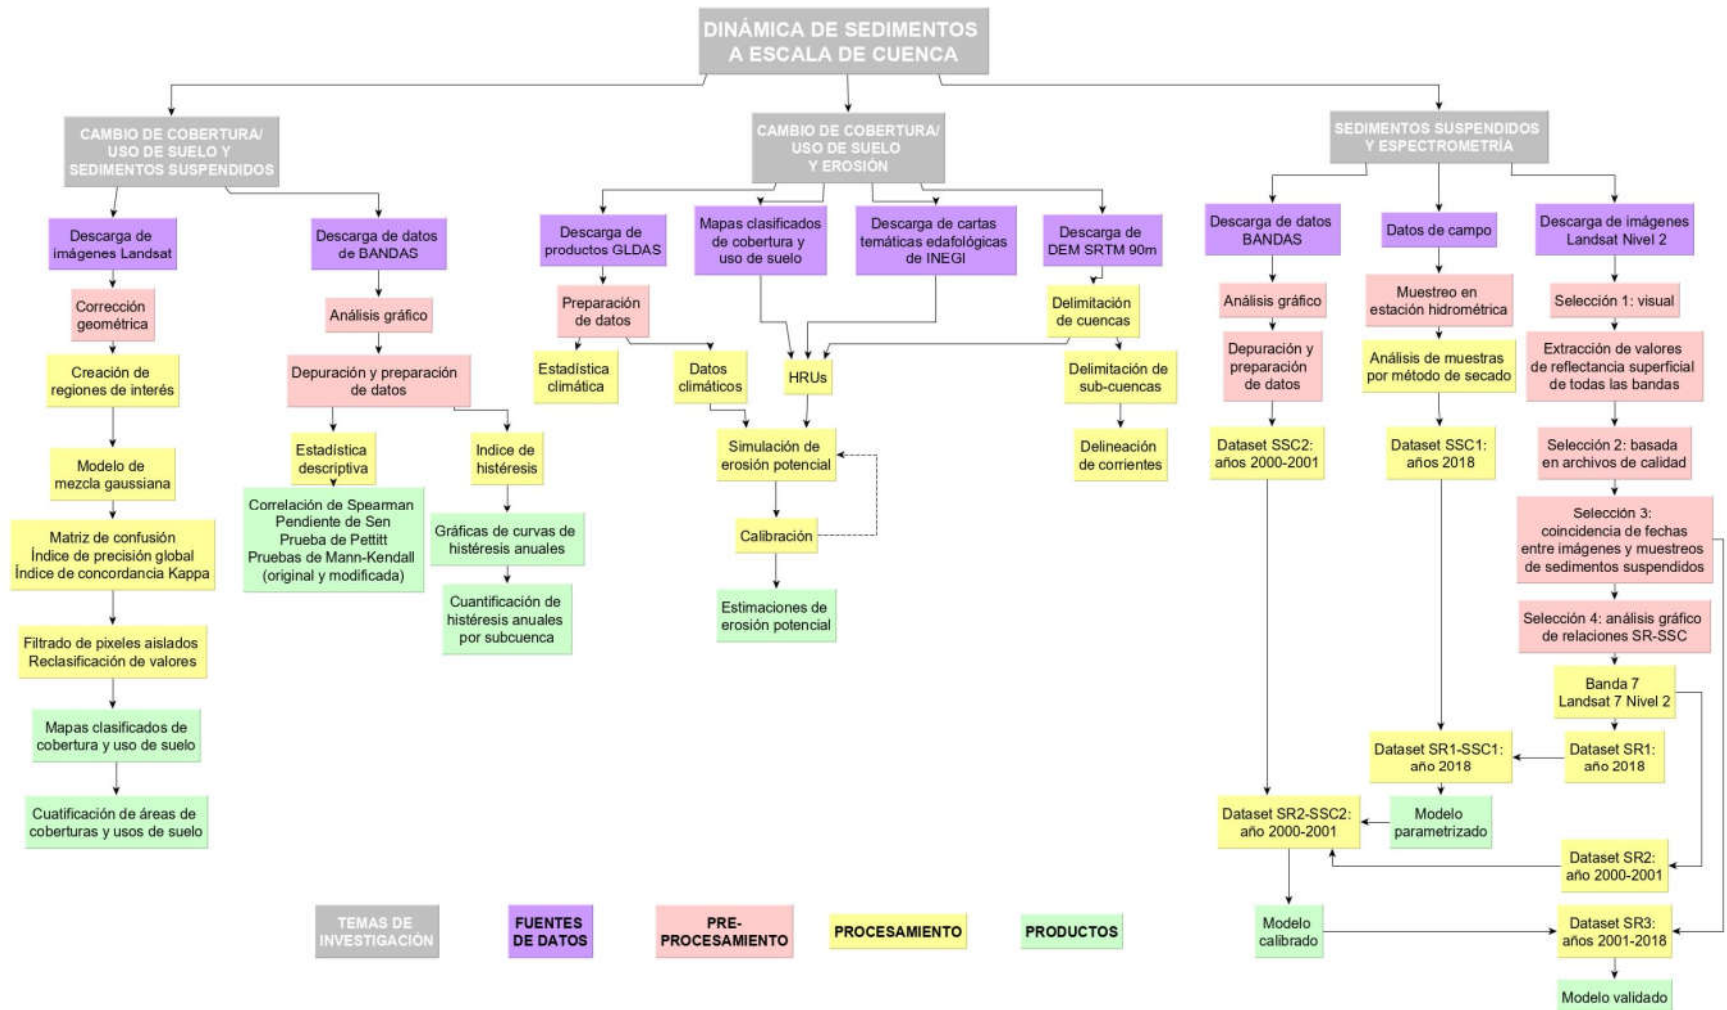 DINÁMICA DE SEDIMENTOS
A ESCALA DE CUENCA
CAMBIO DE COBERTURA/
USO DE SUELO Y
SEDIMENTOS SUSPENDIDOS
Descarga de
imágenes Landsat
Corrección
geométrica
Creación de
regiones de interés
Modelo de
mezcla gaussiana
Matriz de confusión
Índice de precisión global
Índice de concordancia Kappa
Filtrado de pixeles aislados
Reclasificación de valores
Mapas clasificados de
cobertura y uso de suelo
Cuatificación de áreas de
coberturas y usos de suelo
Descarga de datos
de BANDAS
Análisis gráfico
Depuración y preparación
de datos
Estadística
descriptiva
Correlación de Spearman
Pendiente de Sen
Prueba de Pettitt
Pruebas de Mann-Kendall
(original y modificada)
Indice de
histéresis
Gráficas de curvas de
histéresis anuales
Cuantificación de
histéresis anuales
por subcuenca
CAMBIO DE COBERTURA/
USO DE SUELO
Y EROSIÓN
Descarga de
productos GLDAS
Preparación
de datos
Estadística
climática
Datos
climáticos
Mapas clasificados
de cobertura y
uso de suelo
Descarga de cartas
temáticas edafológicas
de INEGI
Descarga de
DEM SRTM 90m
Delimitación
de cuencas
HRUs
Delimitación de
sub-cuencas
Delineación
de corrientes
Simulación de
erosión potencial
Calibración
Estimaciones de
erosión potencial
SEDIMENTOS SUSPENDIDOS
Y ESPECTROMETRÍA
Descarga de datos
BANDAS
Análisis gráfico
Depuración y
preparación
de datos
Dataset SSC2:
años 2000-2001
Datos de campo
Muestreo en
estación hidrométrica
Análisis de muestras
por método de secado
Dataset SSC1:
años 2018
Descarga de imágenes
Landsat Nivel 2
Selección 1: visual
Extracción de valores
de reflectancia superficial
de todas las bandas
Selección 2: basada
en archivos de calidad
Selección 3:
coincidencia de fechas
entre imágenes y muestreos
de sedimentos suspendidos
Selección 4: análisis gráfico
de relaciones SR-SSC
Banda 7
Landsat 7 Nivel 2
Dataset SR1-SSC1:
año 2018
Dataset SR1:
año 2018
Dataset SR2-SSC2:
año 2000-2001
Modelo
parametrizado
Dataset SR2:
año 2000-2001
Modelo
calibrado
Dataset SR3:
años 2001-2018
Modelo validado
TEMAS DE
INVESTIGACIÓN
FUENTES
DE DATOS
PRE-
PROCESAMIENTO
PROCESAMIENTO
PRODUCTOS